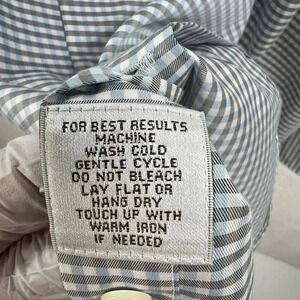 FOR BEST RESULTS
MACHINE
WASH COLD
GENTLE CYCLE
DO NOT BLEACH
LAY FLAT OR
HANG DRY
TOUCH UP WITH
WARM IRON
IF NEEDED